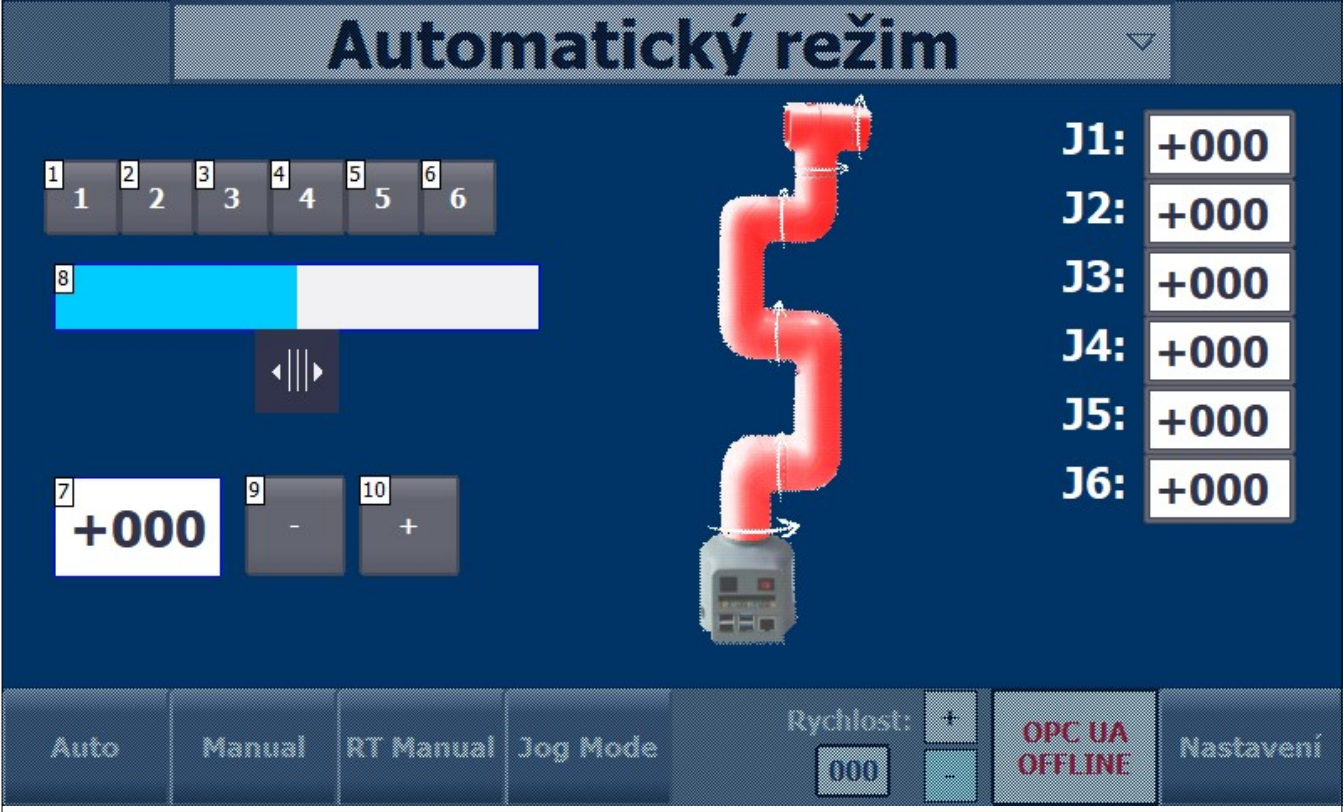 Automatický režim
1 2 3 4 5 6
1 2 3 4 5 6
8
7 9 10
+000 - +
J1: +000
J2: +000
J3: +000
J4: +000
J5: +000
J6: +000
Auto Manual RT Manual Jog Mode
Rychlost: +
000 -
OPC UA
OFFLINE
Nastavení